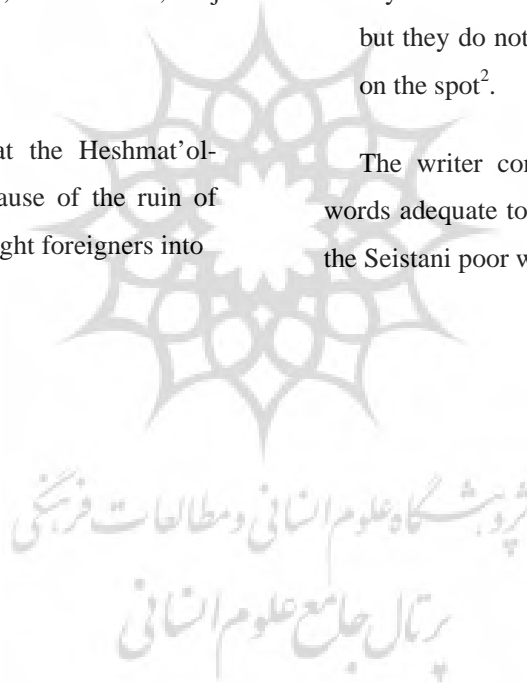 at the Heshmat'ol-
ause of the ruin of
ght foreigners into
but they do not
on the spot².
The writer con
words adequate to
the Seistani poor w
پژوهشگاه علوم انسانی و مطالعات فرهنگی
پرتال جامع علوم انسانی